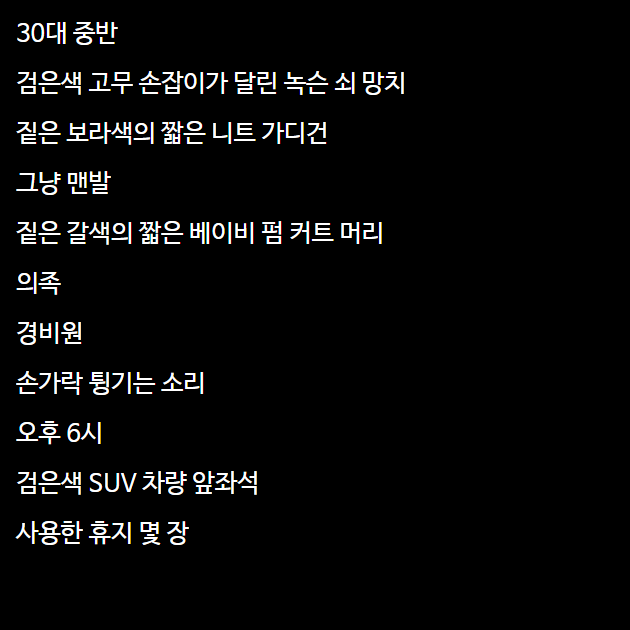 30대 중반
검은색 고무 손잡이가 달린 녹슨 쇠 망치
짙은 보라색의 짧은 니트 가디건
그냥 맨발
짙은 갈색의 짧은 베이비 펌 커트 머리
의족
경비원
손가락 튕기는 소리
오후 6시
검은색 SUV 차량 앞좌석
사용한 휴지 몇 장